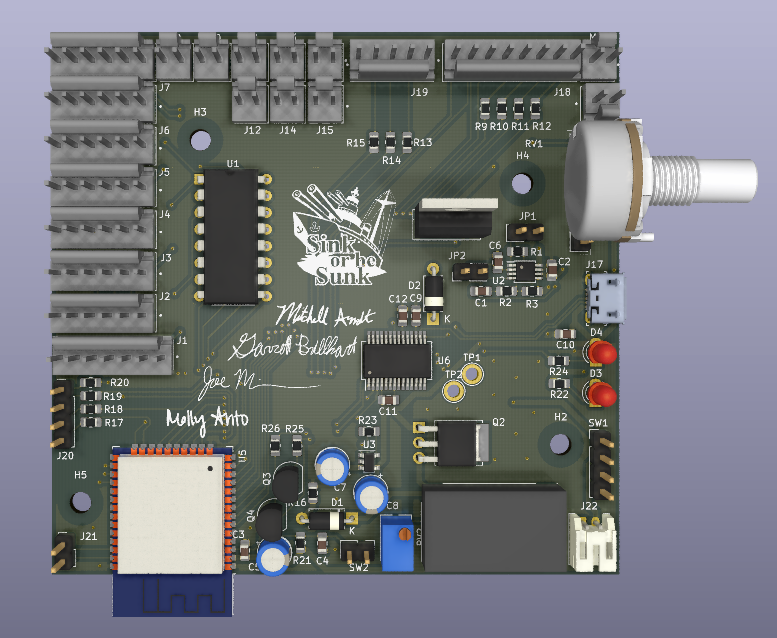 J7
J19
J18
H3
J12
J14
J15
J6
R9 R10 R11 R12
R15
R13
R14
RV1
H4
U1
J5
J4
JP1
Sink
or be
Sunk
C6
R1
JP2
U2
C2
J17
J3
D2
C1
R2
R3
J2
C12
C9
K
Mitchell Arndt
D4
C10
J1
Garrott Baillhart
U6
TP1
TP2
R24
D3
R22
Joe M.
R20
R19
R18
R17
C11
Molly Anto
R23
Q2
H2
SW1
R26 R25
U3
J20
U5
H5
Q3
C7
R16
D1
C8
J22
Q4
K
J21
C3
R21
C4
SW2